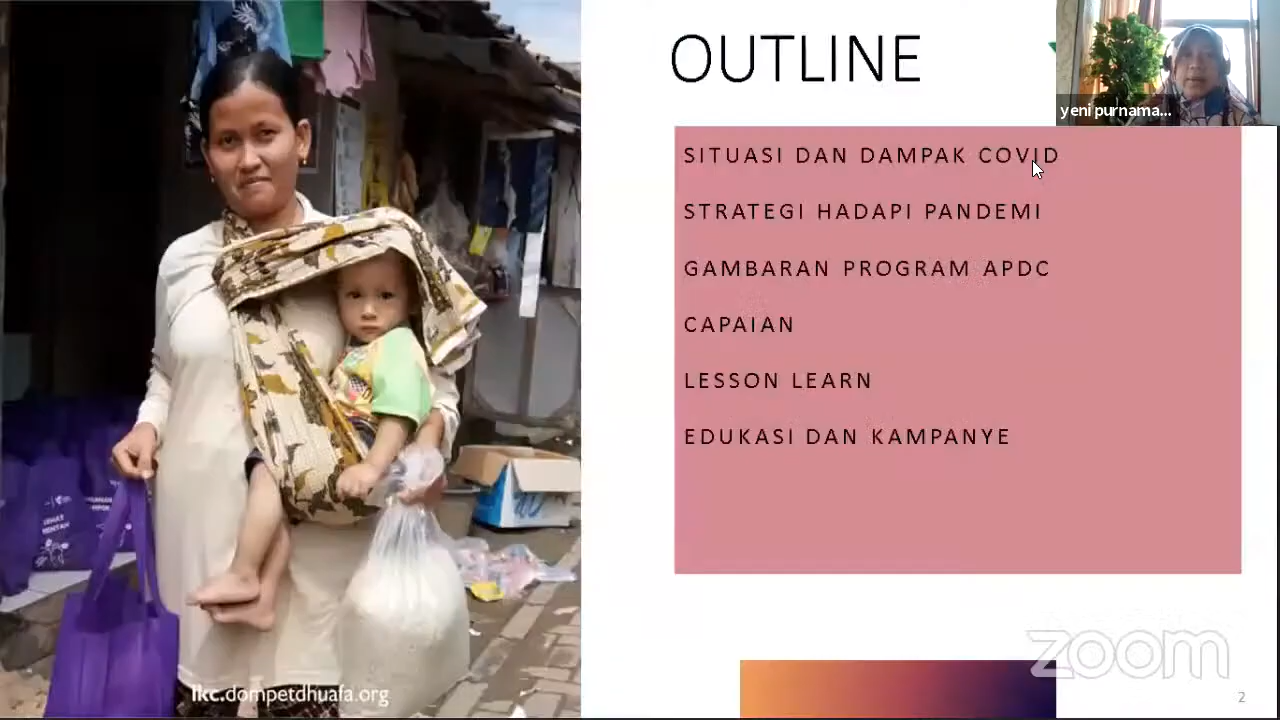 OUTLINE
yeni purnama...
SITUASI DAN DAMPAK COVID
STRATEGI HADAPI PANDEMI
GAMBARAN PROGRAM APDC
CAPAIAN
LESSON LEARN
EDUKASI DAN KAMPANYE
lkc.dompetdhuafa.org
zoom
2